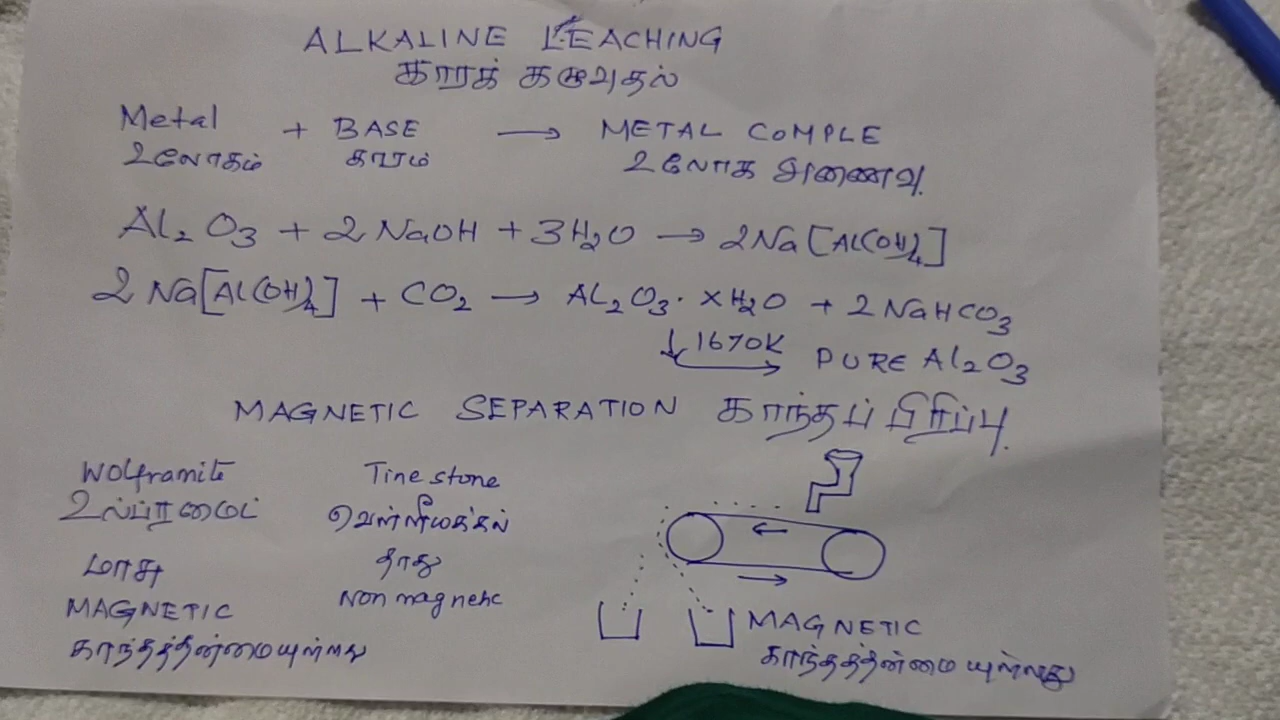 ALKALINE LEACHING
காரக் கழுவுதல்
Metal + BASE → METAL COMPLE
உலோகம் காரம் உலோக அணைவு.
Al₂O₃ + 2NaOH + 3H₂O → 2Na[Al(OH)₄]
2Na[Al(OH)₄] + CO₂ → Al₂O₃·XH₂O + 2NaHCO₃
↓ 1670K → PURE Al₂O₃
MAGNETIC SEPARATION காந்தப் பிரிப்பு.
Wolframite Tine stone
உல்ப்ரமைட் வெள்ளீயக்கல்
மாசு தாது
MAGNETIC Non magnetic
காந்தத்தன்மையுள்ளது
MAGNETIC
காந்தத்தன்மையுள்ளது